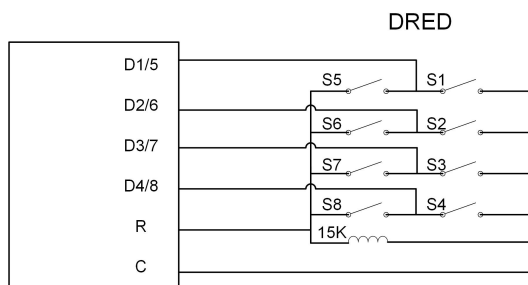 DRED
D1/5
S5 S1
D2/6
S6 S2
D3/7
S7 S3
D4/8
S8 S4
R
15K
C